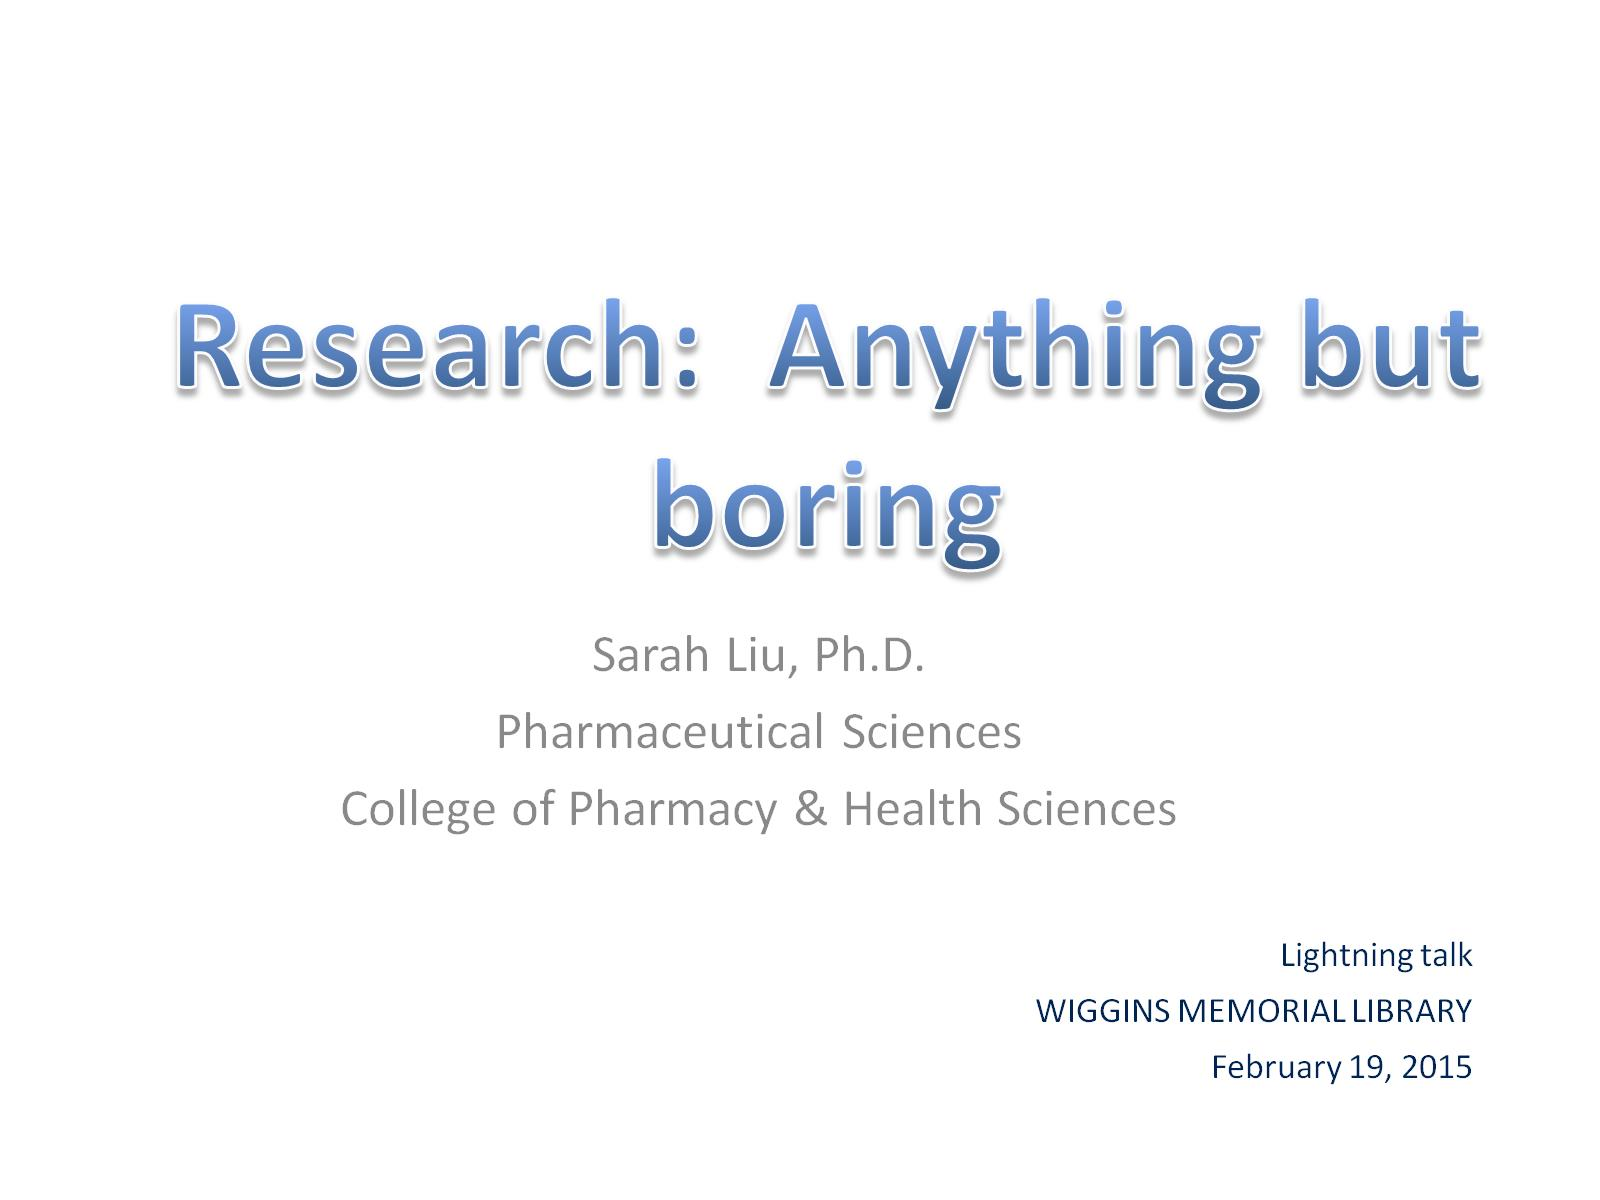 Research:  Anything but
boring
Sarah Liu, Ph.D.
Pharmaceutical Sciences
College of Pharmacy & Health Sciences
Lightning talk
WIGGINS MEMORIAL LIBRARY
February 19, 2015